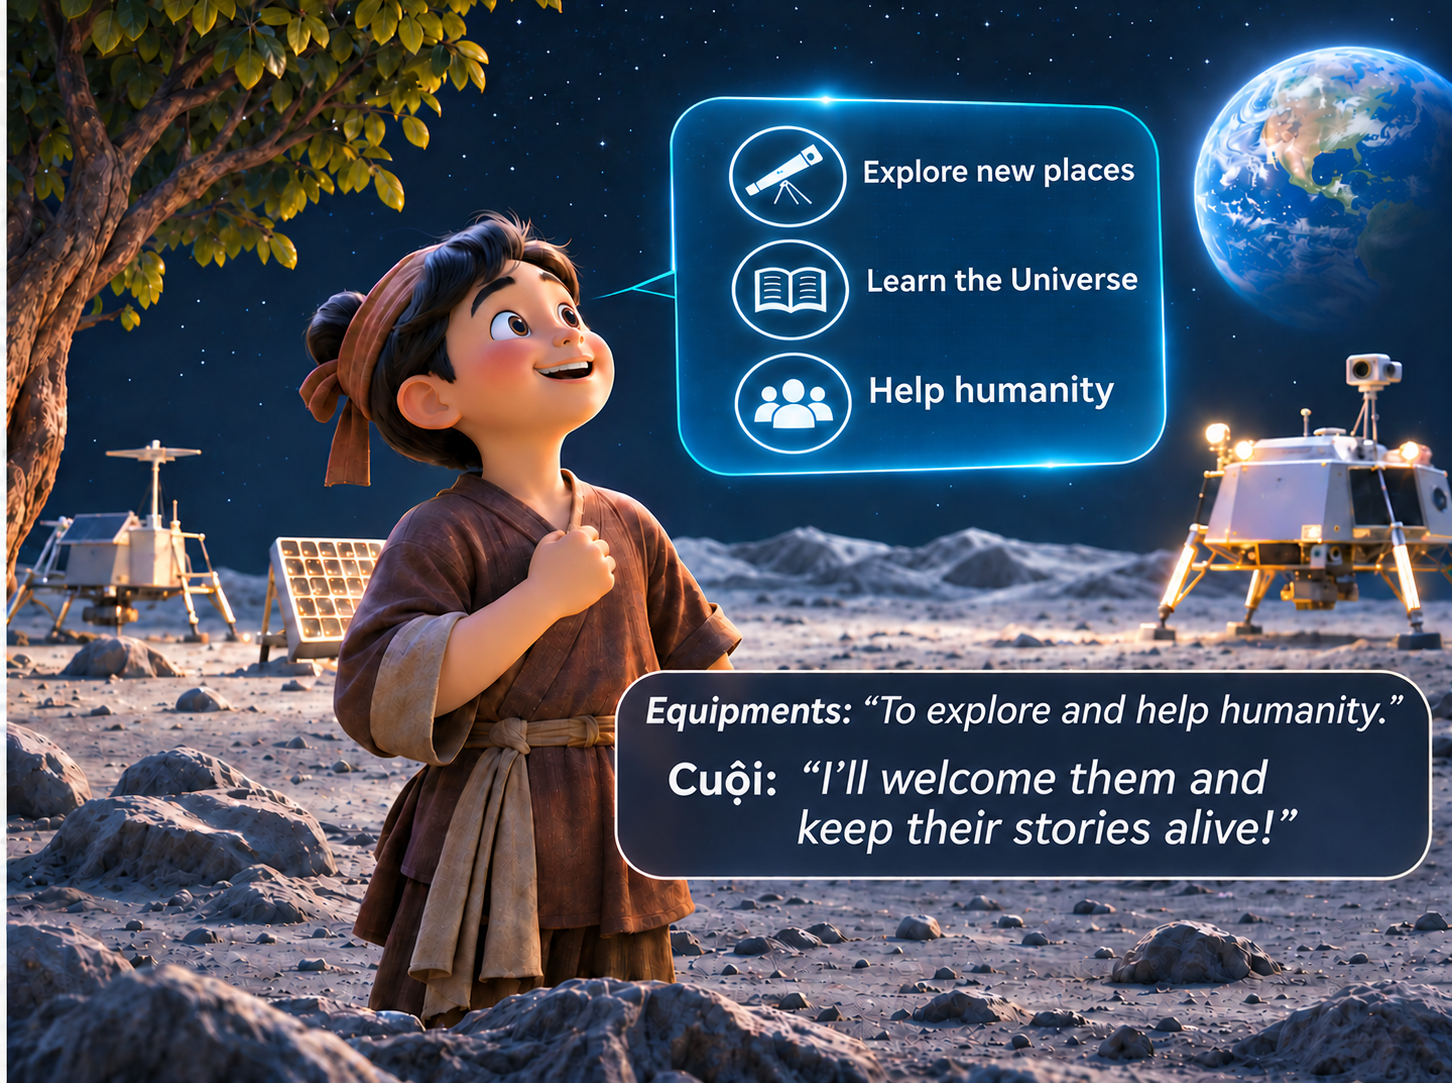 Explore new places
Learn the Universe
Help humanity
Equipments: “To explore and help humanity.”
Cuội: “I’ll welcome them and
keep their stories alive!”